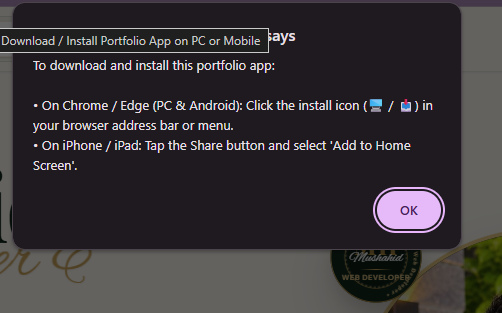 Download / Install Portfolio App on PC or Mobile
says
To download and install this portfolio app:
• On Chrome / Edge (PC & Android): Click the install icon (🖥️ / 📥) in
your browser address bar or menu.
• On iPhone / iPad: Tap the Share button and select 'Add to Home
Screen'.
OK
Mushahid
WEB DEVELOPER